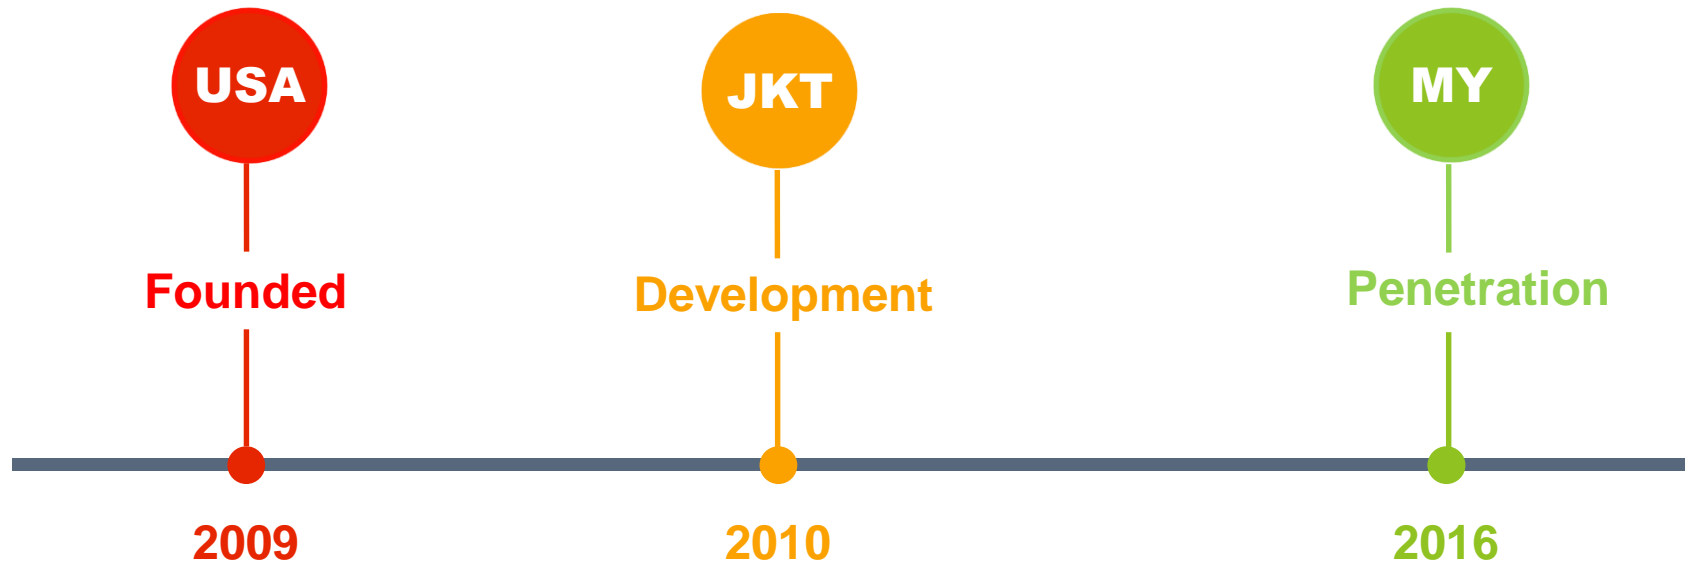 USA
JKT
MY
Founded
Development
Penetration
2009
2010
2016